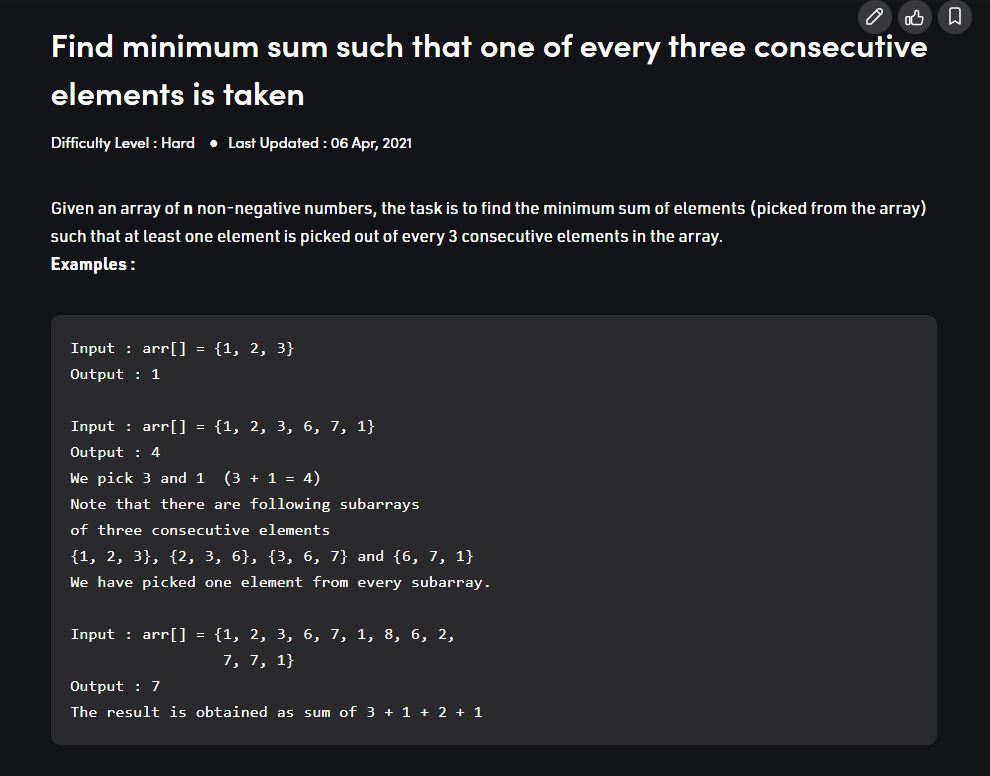 Find minimum sum such that one of every three consecutive
elements is taken
Difficulty Level : Hard ● Last Updated : 06 Apr, 2021
Given an array of n non-negative numbers, the task is to find the minimum sum of elements (picked from the array)
such that at least one element is picked out of every 3 consecutive elements in the array.
Examples :
Input : arr[] = {1, 2, 3}
Output : 1
Input : arr[] = {1, 2, 3, 6, 7, 1}
Output : 4
We pick 3 and 1  (3 + 1 = 4)
Note that there are following subarrays
of three consecutive elements
{1, 2, 3}, {2, 3, 6}, {3, 6, 7} and {6, 7, 1}
We have picked one element from every subarray.
Input : arr[] = {1, 2, 3, 6, 7, 1, 8, 6, 2,
7, 7, 1}
Output : 7
The result is obtained as sum of 3 + 1 + 2 + 1